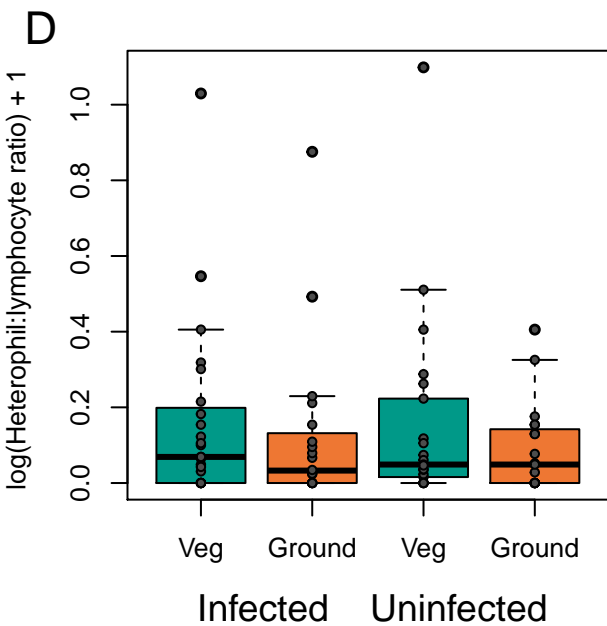 D
log(Heterophil:lymphocyte ratio) + 1
1.0
0.8
0.6
0.4
0.2
0.0
Veg Ground Veg Ground
Infected Uninfected